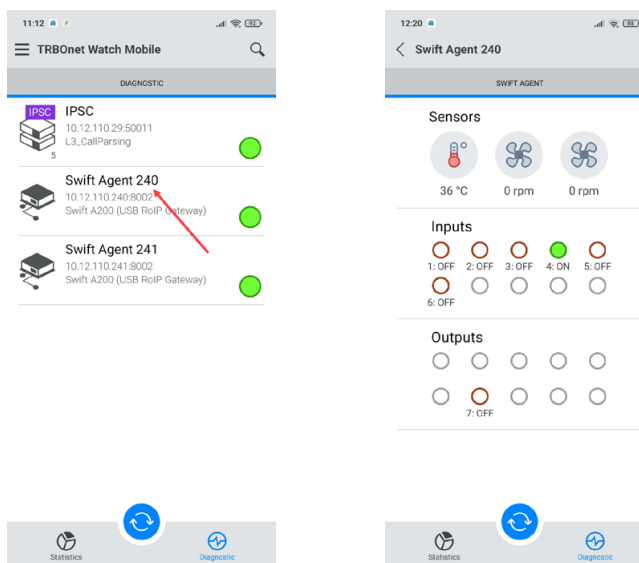 11:12
92
TRBOnet Watch Mobile
DIAGNOSTIC
IPSC
IPSC
10.12.110.29:50011
L3_CallParsing
5
Swift Agent 240
10.12.110.240:8002
Swift A200 (USB RoIP Gateway)
Swift Agent 241
10.12.110.241:8002
Swift A200 (USB RoIP Gateway)
Statistics
Diagnostic
12:20
88
Swift Agent 240
SWIFT AGENT
Sensors
36 °C 0 rpm 0 rpm
Inputs
1: OFF 2: OFF 3: OFF 4: ON 5: OFF
6: OFF
Outputs
7: OFF
Statistics
Diagnostic